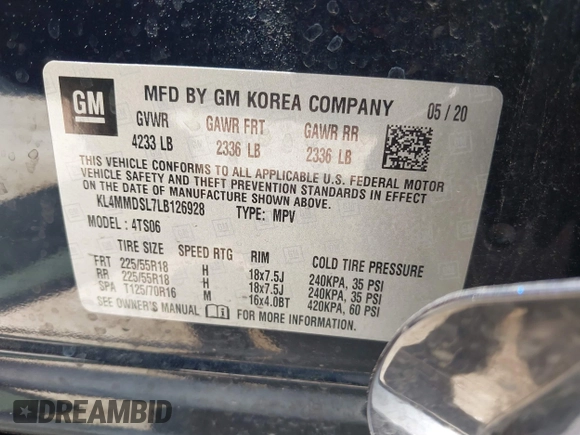 GM
MFD BY GM KOREA COMPANY 05 / 20
GVWR GAWR FRT GAWR RR
4233 LB 2336 LB 2336 LB
THIS VEHICLE CONFORMS TO ALL APPLICABLE U.S. FEDERAL MOTOR
VEHICLE SAFETY AND THEFT PREVENTION STANDARDS IN EFFECT
ON THE DATE OF MANUFACTURE SHOWN ABOVE.
KL4MMDSL7LB126928 TYPE: MPV
MODEL: 4TS06
TIRE SIZE SPEED RTG RIM COLD TIRE PRESSURE
FRT 225/55R18 H 18x7.5J 240KPA, 35 PSI
RR 225/55R18 H 18x7.5J 240KPA, 35 PSI
SPA T125/70R16 M 16x4.0BT 420KPA, 60 PSI
SEE OWNER'S MANUAL FOR MORE INFORMATION.
DREAMBID